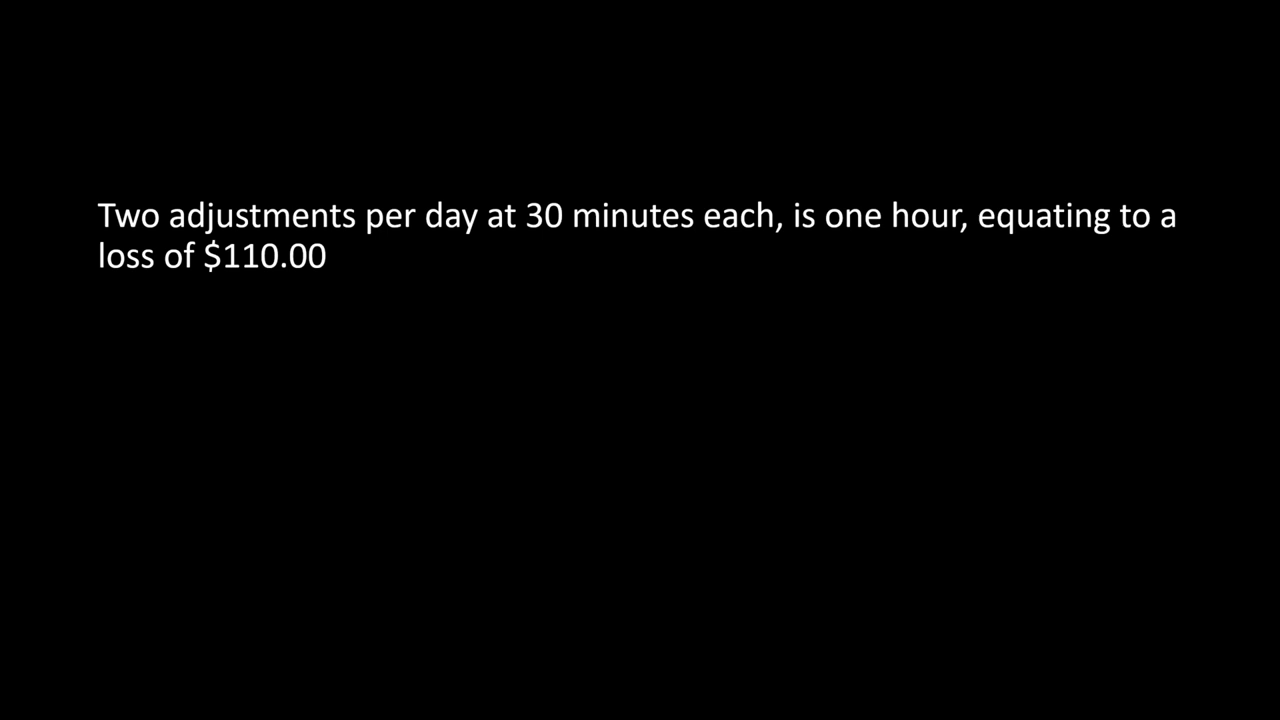 Two adjustments per day at 30 minutes each, is one hour, equating to a
loss of $110.00